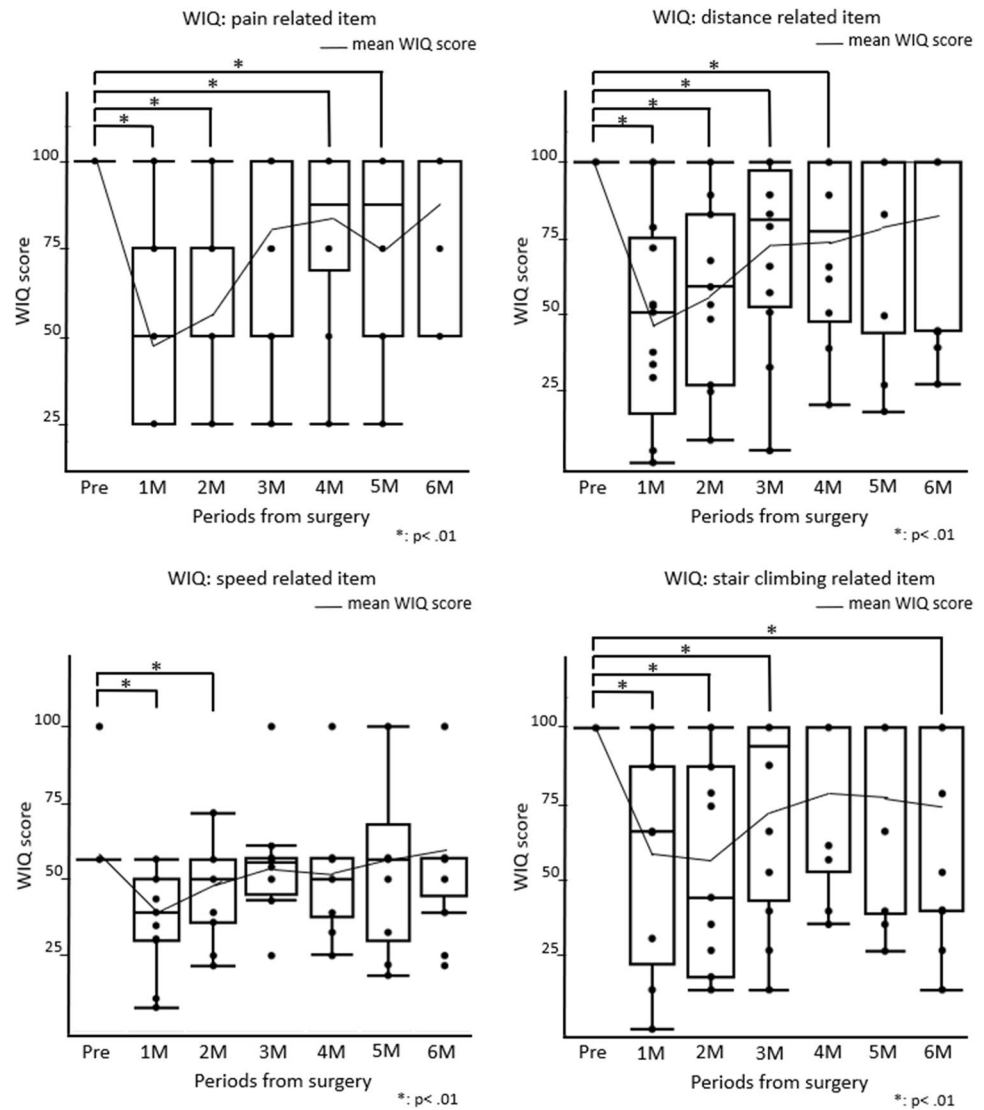 WIQ: pain related item
mean WIQ score
* * * *
WIQ score
100
75
50
25
Pre 1M 2M 3M 4M 5M 6M
Periods from surgery
*: p< .01
WIQ: distance related item
mean WIQ score
* * * *
WIQ score
100
75
50
25
Pre 1M 2M 3M 4M 5M 6M
Periods from surgery
*: p< .01
WIQ: speed related item
mean WIQ score
* *
WIQ score
100
75
50
25
Pre 1M 2M 3M 4M 5M 6M
Periods from surgery
*: p< .01
WIQ: stair climbing related item
mean WIQ score
* * * *
WIQ score
100
75
50
25
Pre 1M 2M 3M 4M 5M 6M
Periods from surgery
*: p< .01